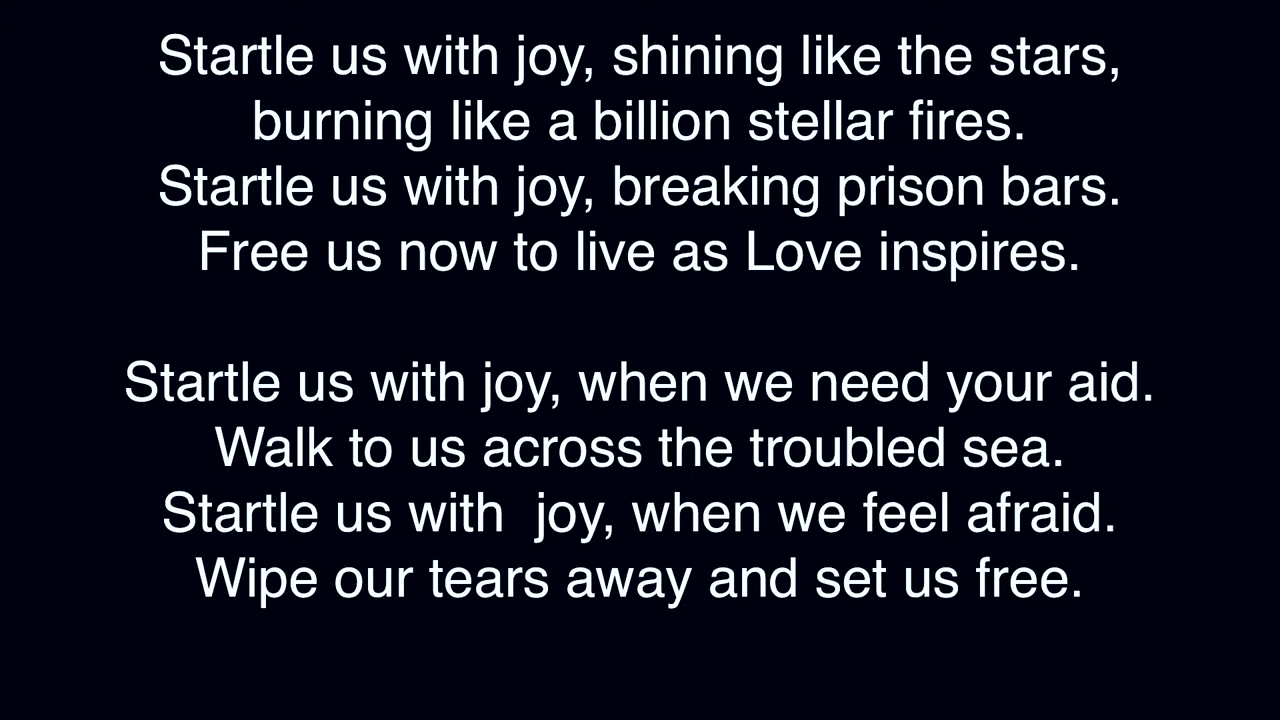 Startle us with joy, shining like the stars,
burning like a billion stellar fires.
Startle us with joy, breaking prison bars.
Free us now to live as Love inspires.

Startle us with joy, when we need your aid.
Walk to us across the troubled sea.
Startle us with  joy, when we feel afraid.
Wipe our tears away and set us free.